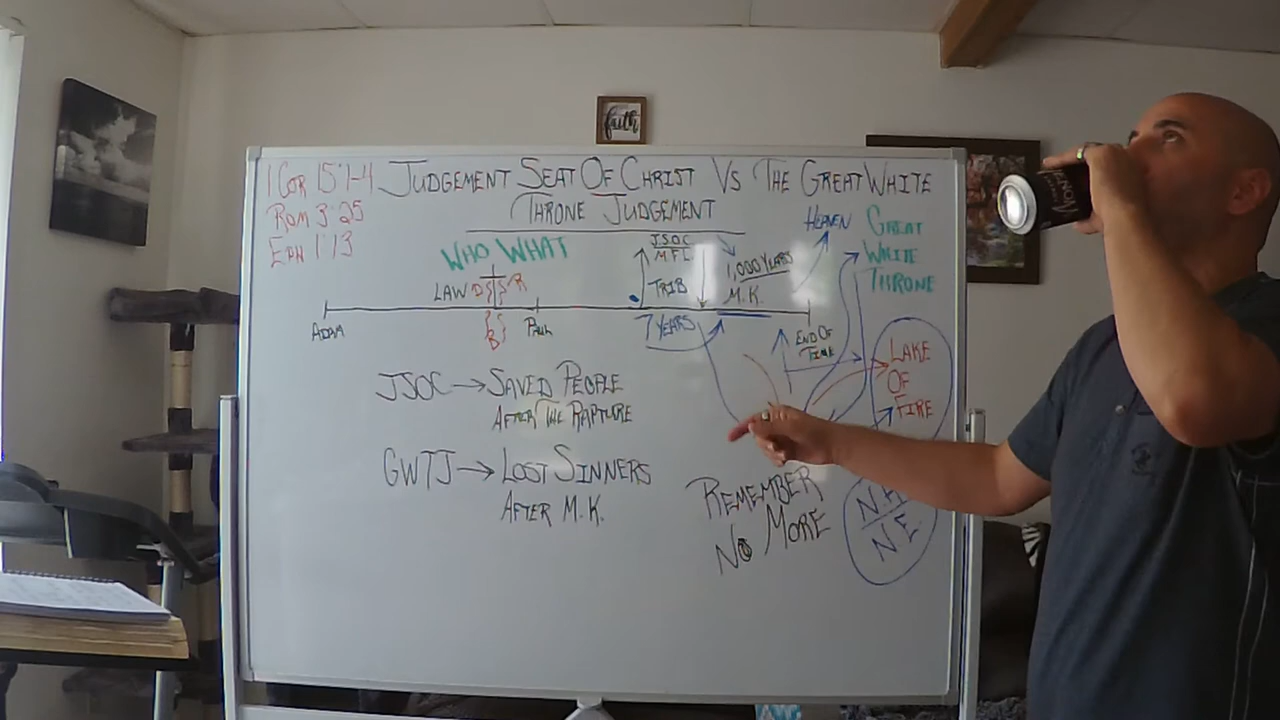 faith
1 COR 15:1-4
ROM 3:25
EPH 1:13
JUDGEMENT SEAT OF CHRIST VS THE GREAT WHITE
THRONE JUDGEMENT
WHO WHAT
LAW D R
B
ADAM
PAUL
J.S.O.C.
M.F.L.
TRIB
7 YEARS
1,000 YEARS
M.K.
HEAVEN
END OF
TIME
GREAT
WHITE
THRONE
LAKE
OF
FIRE
JSOC → SAVED PEOPLE
AFTER THE RAPTURE
GWTJ → LOST SINNERS
AFTER M.K.
REMEMBER
NO MORE
N.H
N E